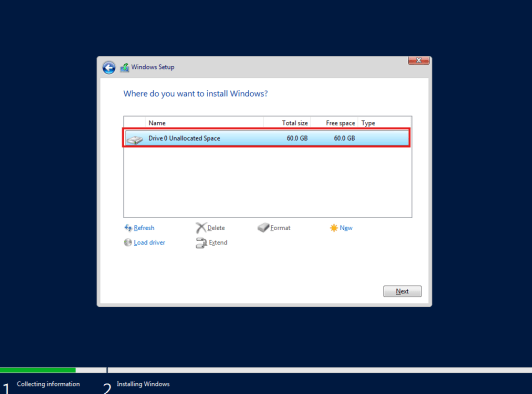 Windows Setup
Where do you want to install Windows?
Name Total size Free space Type
Drive 0 Unallocated Space 60.0 GB 60.0 GB
Refresh Delete Format New
Load driver Extend
Next
1 Collecting information 2 Installing Windows